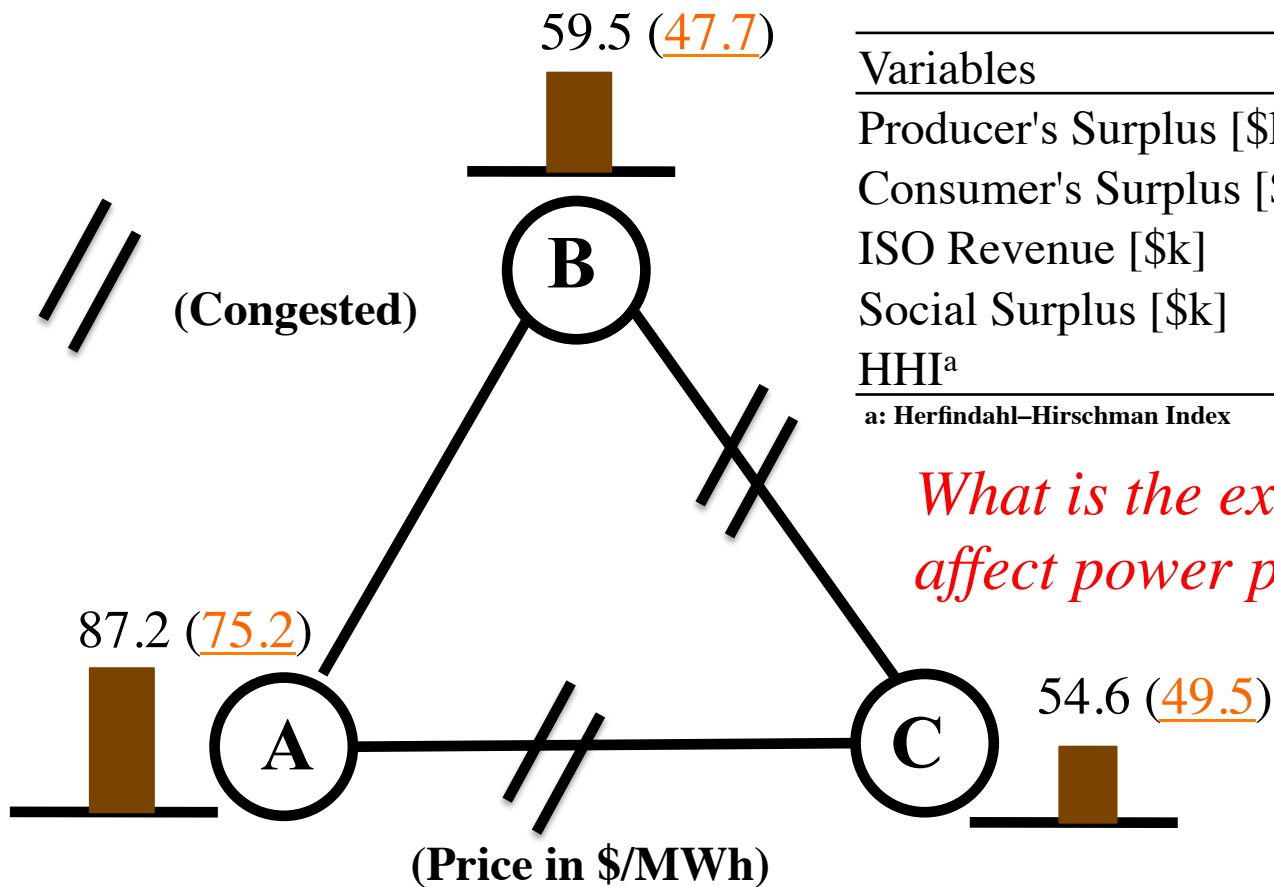 59.5 (47.7)
Variables
Producer's Surplus [$
Consumer's Surplus [$
ISO Revenue [$k]
Social Surplus [$k]
HHIᵃ
a: Herfindahl–Hirschman Index
(Congested)
B
What is the ex
affect power p
87.2 (75.2)
A
54.6 (49.5)
C
(Price in $/MWh)